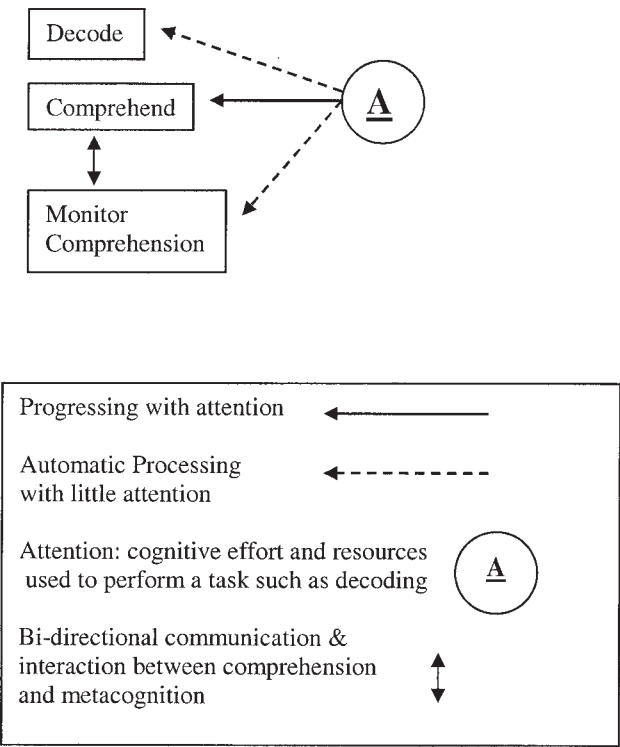 Decode
Comprehend
A
Monitor
Comprehension
Progressing with attention
Automatic Processing
with little attention
Attention: cognitive effort and resources
used to perform a task such as decoding
A
Bi-directional communication &
interaction between comprehension
and metacognition